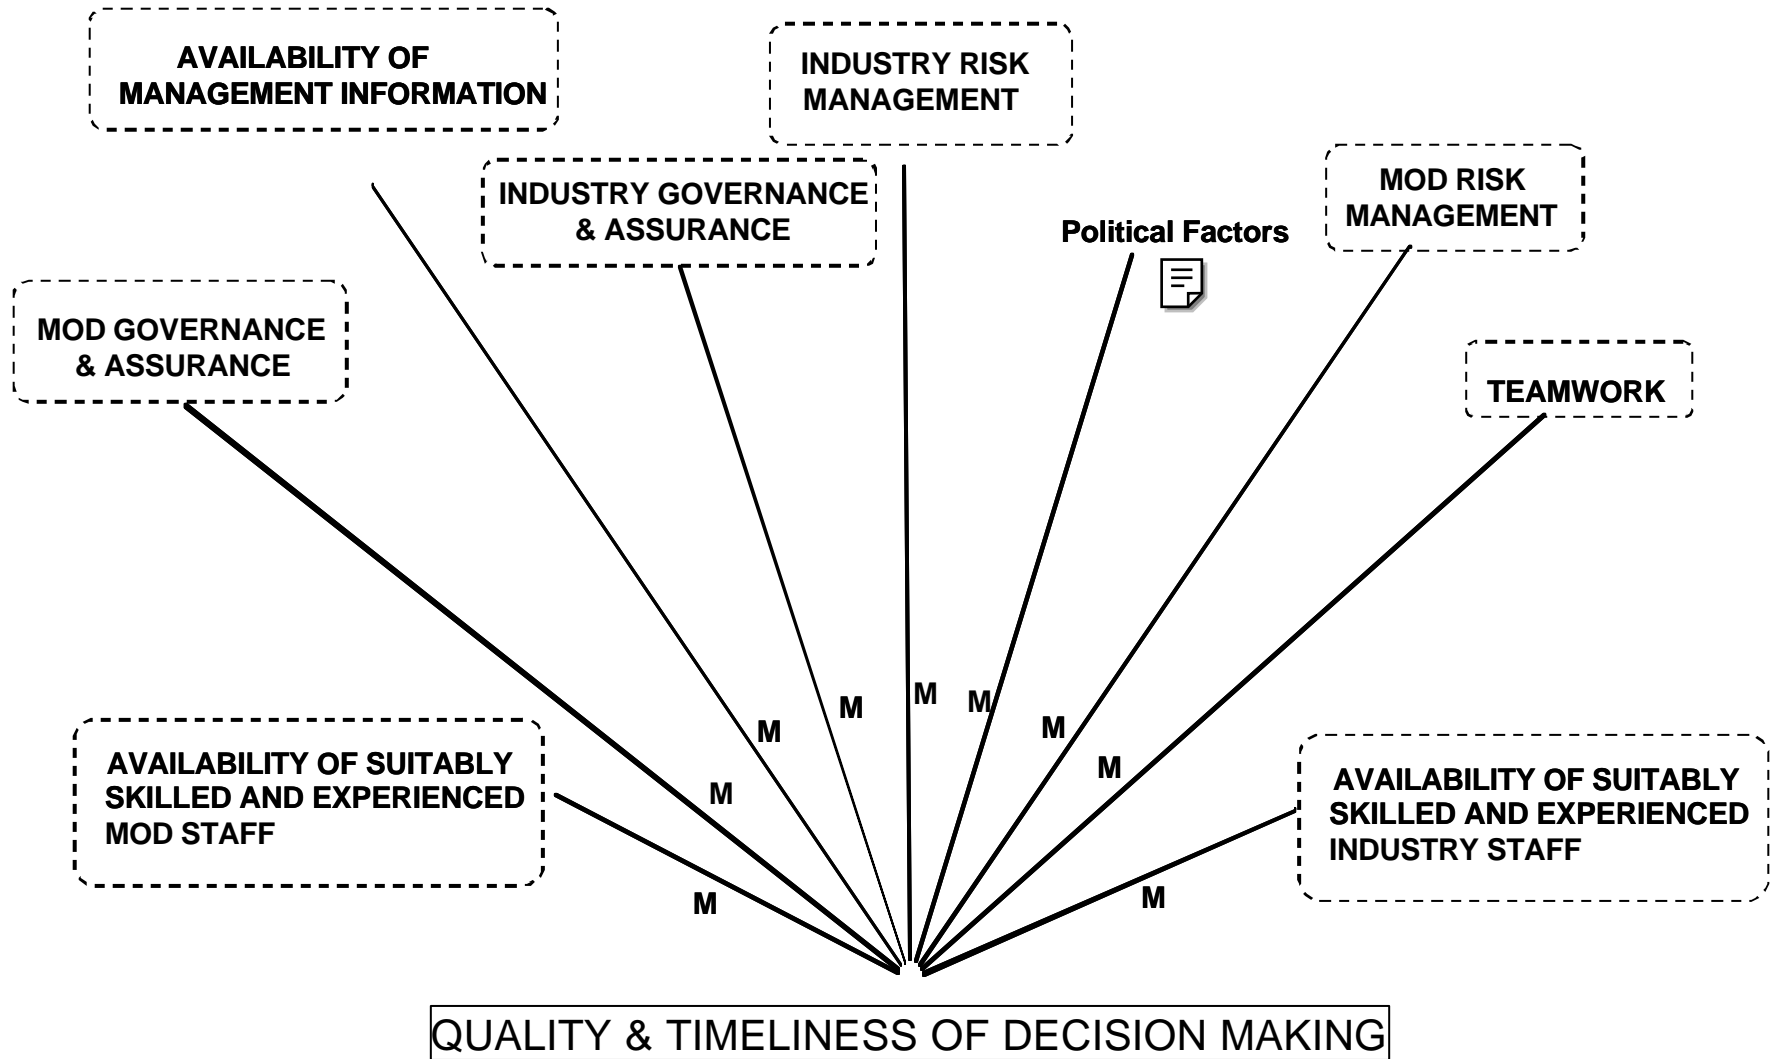 AVAILABILITY OF
MANAGEMENT INFORMATION
INDUSTRY RISK
MANAGEMENT
INDUSTRY GOVERNANCE
& ASSURANCE
MOD RISK
MANAGEMENT
Political Factors
MOD GOVERNANCE
& ASSURANCE
TEAMWORK
M
M
M
M
M
M
M
AVAILABILITY OF SUITABLY
SKILLED AND EXPERIENCED
MOD STAFF
AVAILABILITY OF SUITABLY
SKILLED AND EXPERIENCED
INDUSTRY STAFF
M
M
QUALITY & TIMELINESS OF DECISION MAKING